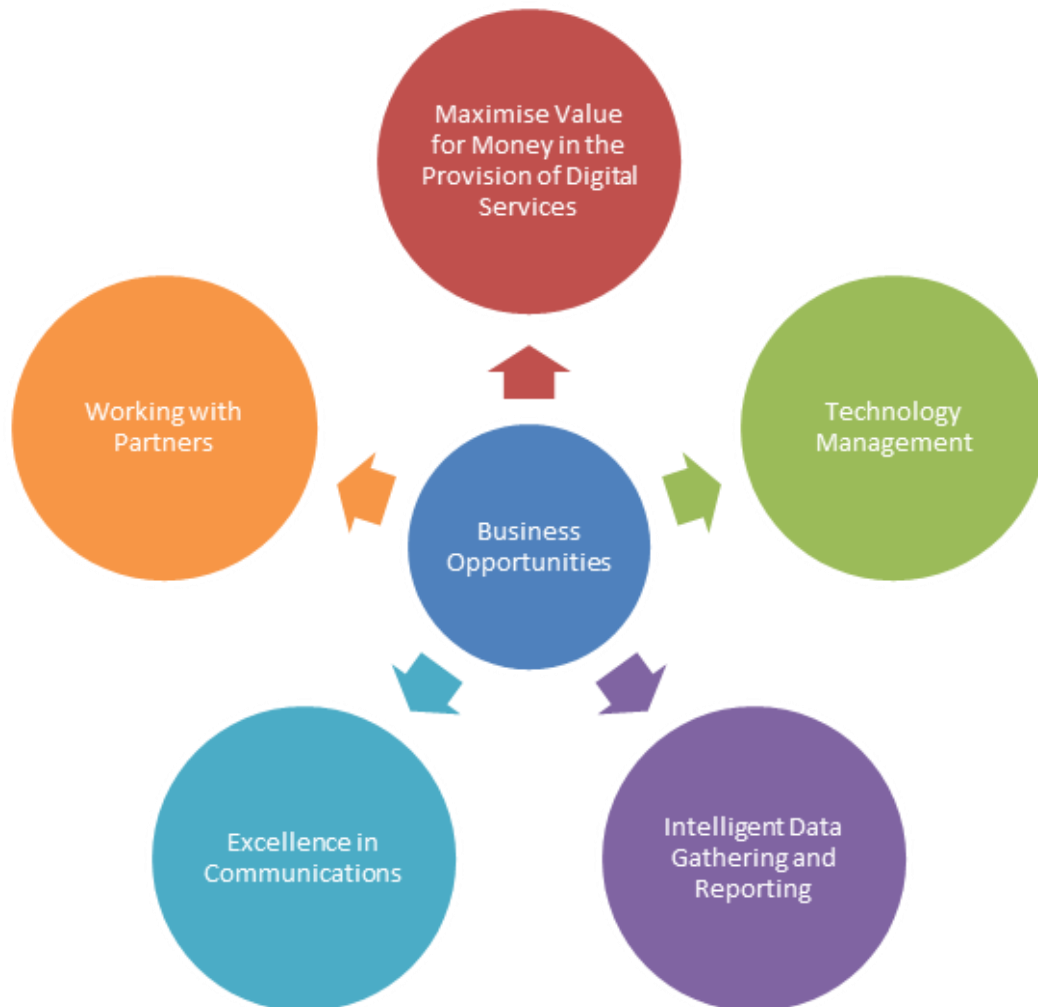 Maximise Value
for Money in the
Provision of Digital
Services
Working with
Partners
Technology
Management
Business
Opportunities
Excellence in
Communications
Intelligent Data
Gathering and
Reporting